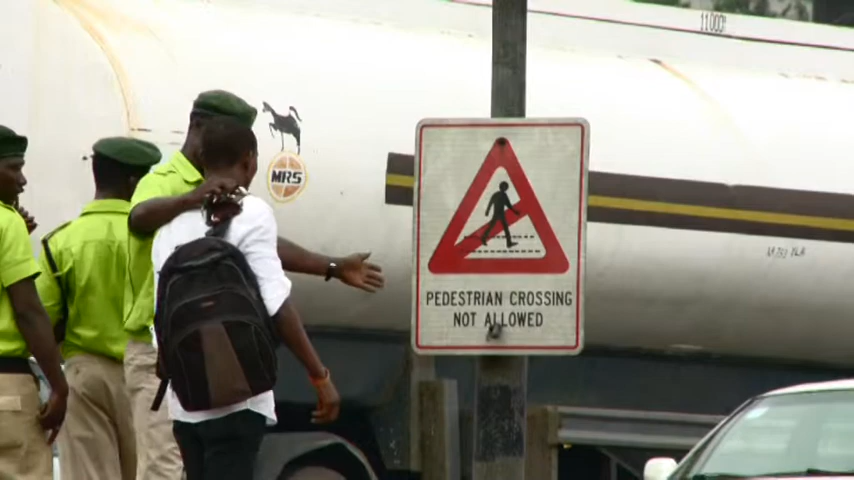 11000
MRS
PEDESTRIAN CROSSING
NOT ALLOWED